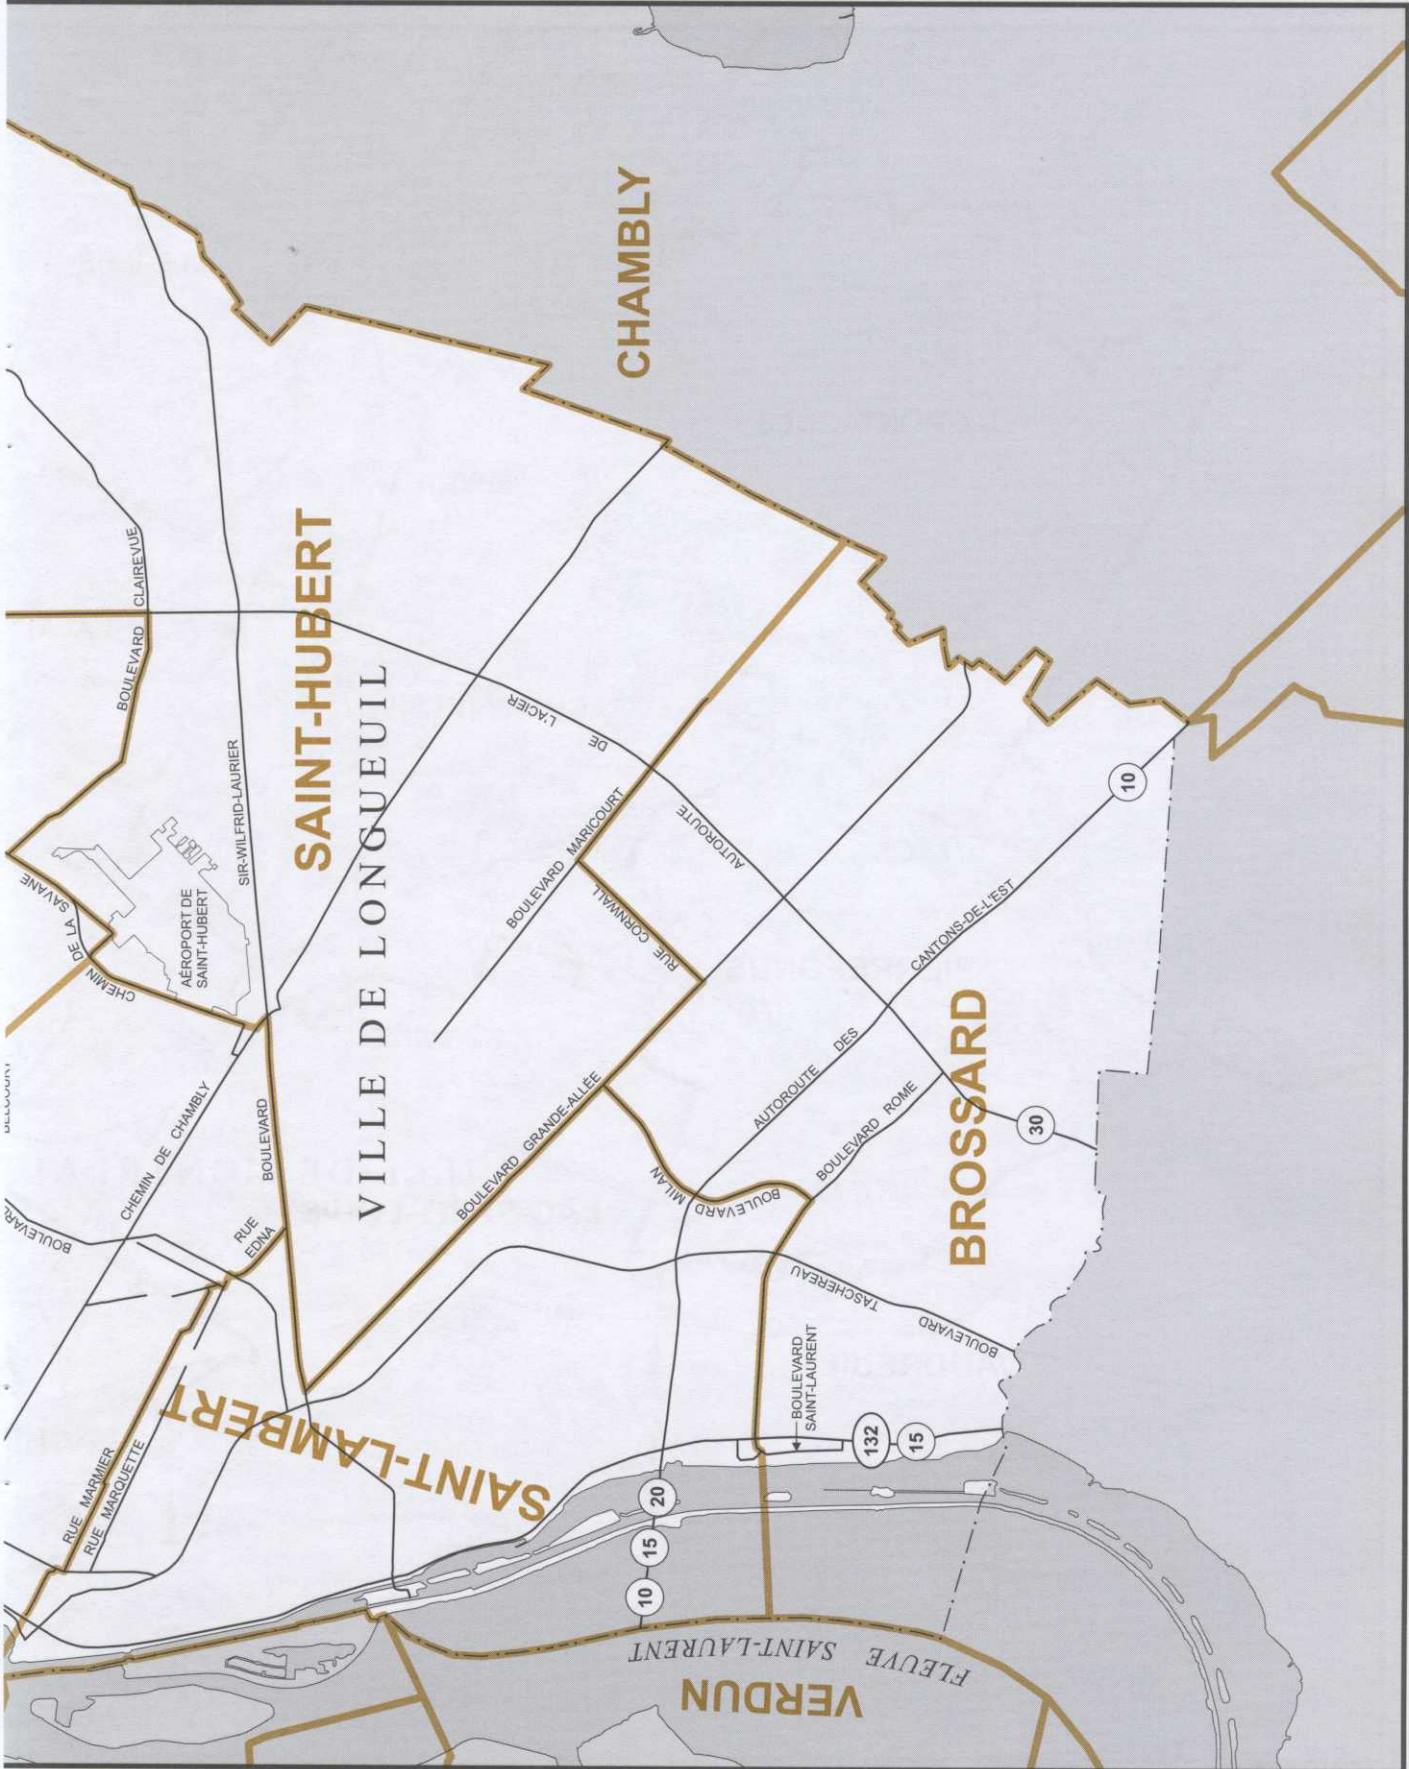 CHAMBLY
SAINT-HUBERT
VILLE DE LONGUEUIL
BOULEVARD CLAIREVUE
SIR-WILFRID-LAURIER
BOULEVARD
AÉROPORT DE
SAINT-HUBERT
CHEMIN DE LA SAVANE
CHEMIN DE CHAMBLY
BOULEVARD
RUE
EDNA
RUE MARMIER
RUE MARQUETTE
SAINT-LAMBERT
BOULEVARD MARICOURT
RUE CORNWALL
BOULEVARD GRANDE-ALLÉE
AUTOROUTE DE L'ACIER
BOULEVARD MILAN
AUTOROUTE DES CANTONS-DE-L'EST
10
BOULEVARD ROME
30
BROSSARD
BOULEVARD TASCHEREAU
BOULEVARD
SAINT-LAURENT
132
15
20
15
10
FLEUVE SAINT-LAURENT
VERDUN